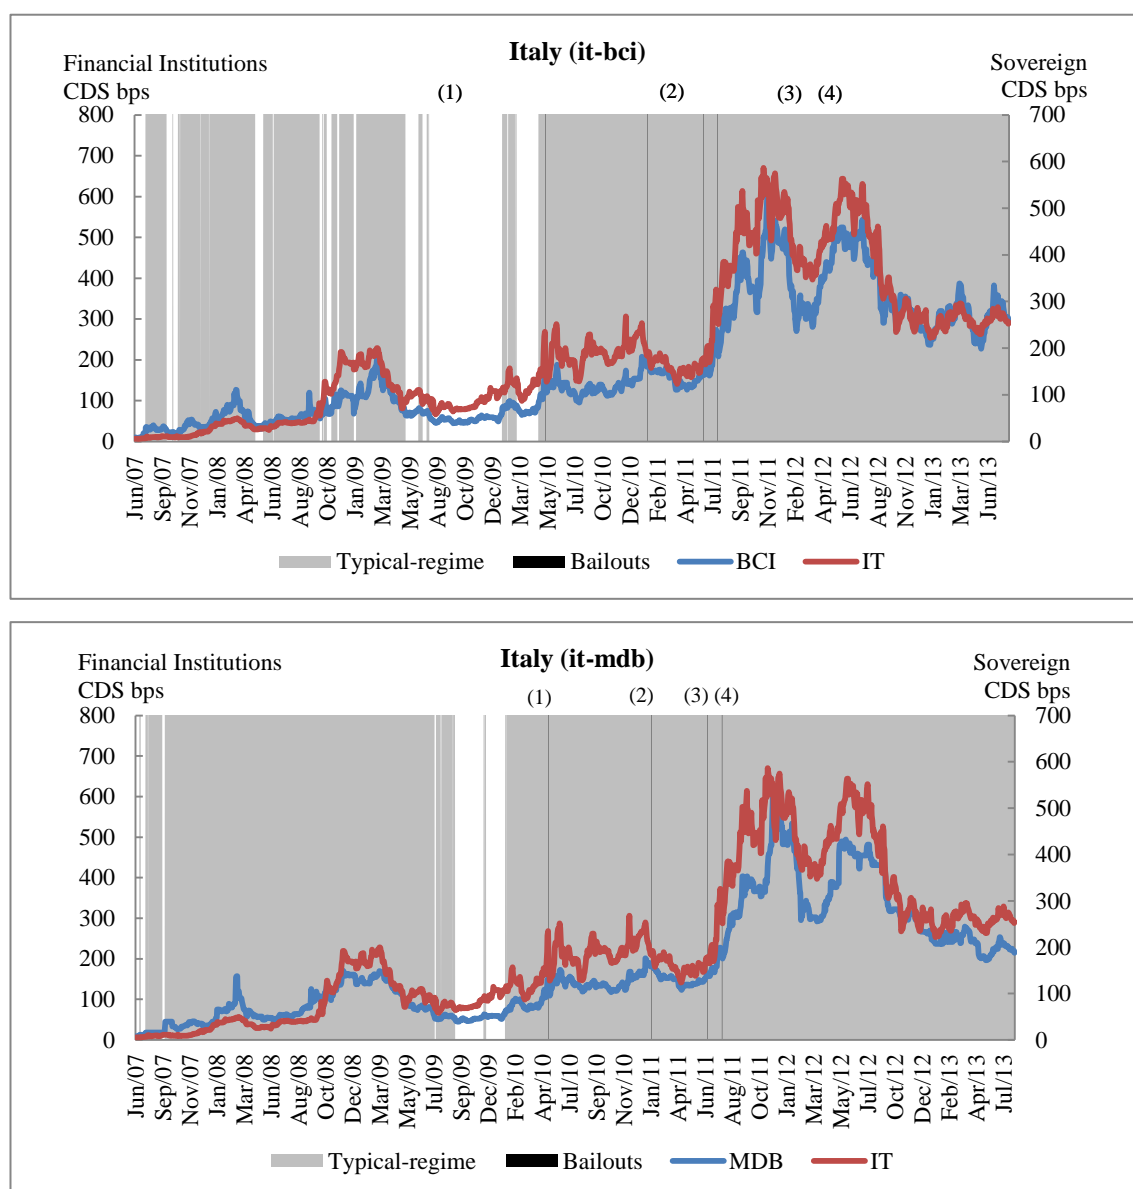 Italy (it-bci)
Financial Institutions
CDS bps
Sovereign
CDS bps
(1) (2) (3) (4)
800 700
700 600
600 500
500 400
400 300
300 200
200 100
100 0
0
Jun/07 Sep/07 Nov/07 Jan/08 Apr/08 Jun/08 Aug/08 Oct/08 Jan/09 Mar/09 May/09 Aug/09 Oct/09 Dec/09 Mar/10 May/10 Jul/10 Oct/10 Dec/10 Feb/11 Apr/11 Jul/11 Sep/11 Nov/11 Feb/12 Apr/12 Jun/12 Aug/12 Nov/12 Jan/13 Mar/13 Jun/13
Typical-regime Bailouts BCI IT
Italy (it-mdb)
Financial Institutions
CDS bps
Sovereign
CDS bps
(1) (2) (3) (4)
800 700
700 600
600 500
500 400
400 300
300 200
200 100
100 0
0
Jun/07 Sep/07 Nov/07 Jan/08 Mar/08 Jun/08 Aug/08 Oct/08 Dec/08 Mar/09 May/09 Jul/09 Sep/09 Dec/09 Feb/10 Apr/10 Jul/10 Sep/10 Nov/10 Jan/11 Apr/11 Jun/11 Aug/11 Oct/11 Jan/12 Mar/12 May/12 Jul/12 Oct/12 Dec/12 Feb/13 Apr/13 Jul/13
Typical-regime Bailouts MDB IT